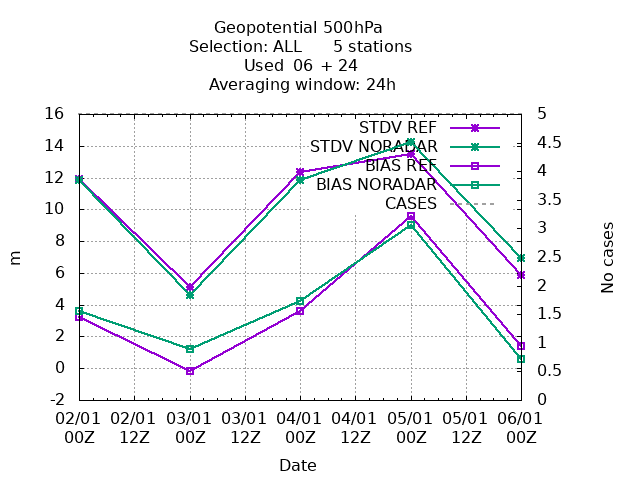 Geopotential 500hPa
Selection: ALL 5 stations
Used 06 + 24
Averaging window: 24h
16
14
12
10
8
6
4
2
0
-2
m
5
4.5
4
3.5
3
2.5
2
1.5
1
0.5
0
No cases
STDV REF
STDV NORADAR
BIAS REF
BIAS NORADAR
CASES
02/01 02/01 03/01 03/01 04/01 04/01 05/01 05/01 06/01
00Z 12Z 00Z 12Z 00Z 12Z 00Z 12Z 00Z
Date